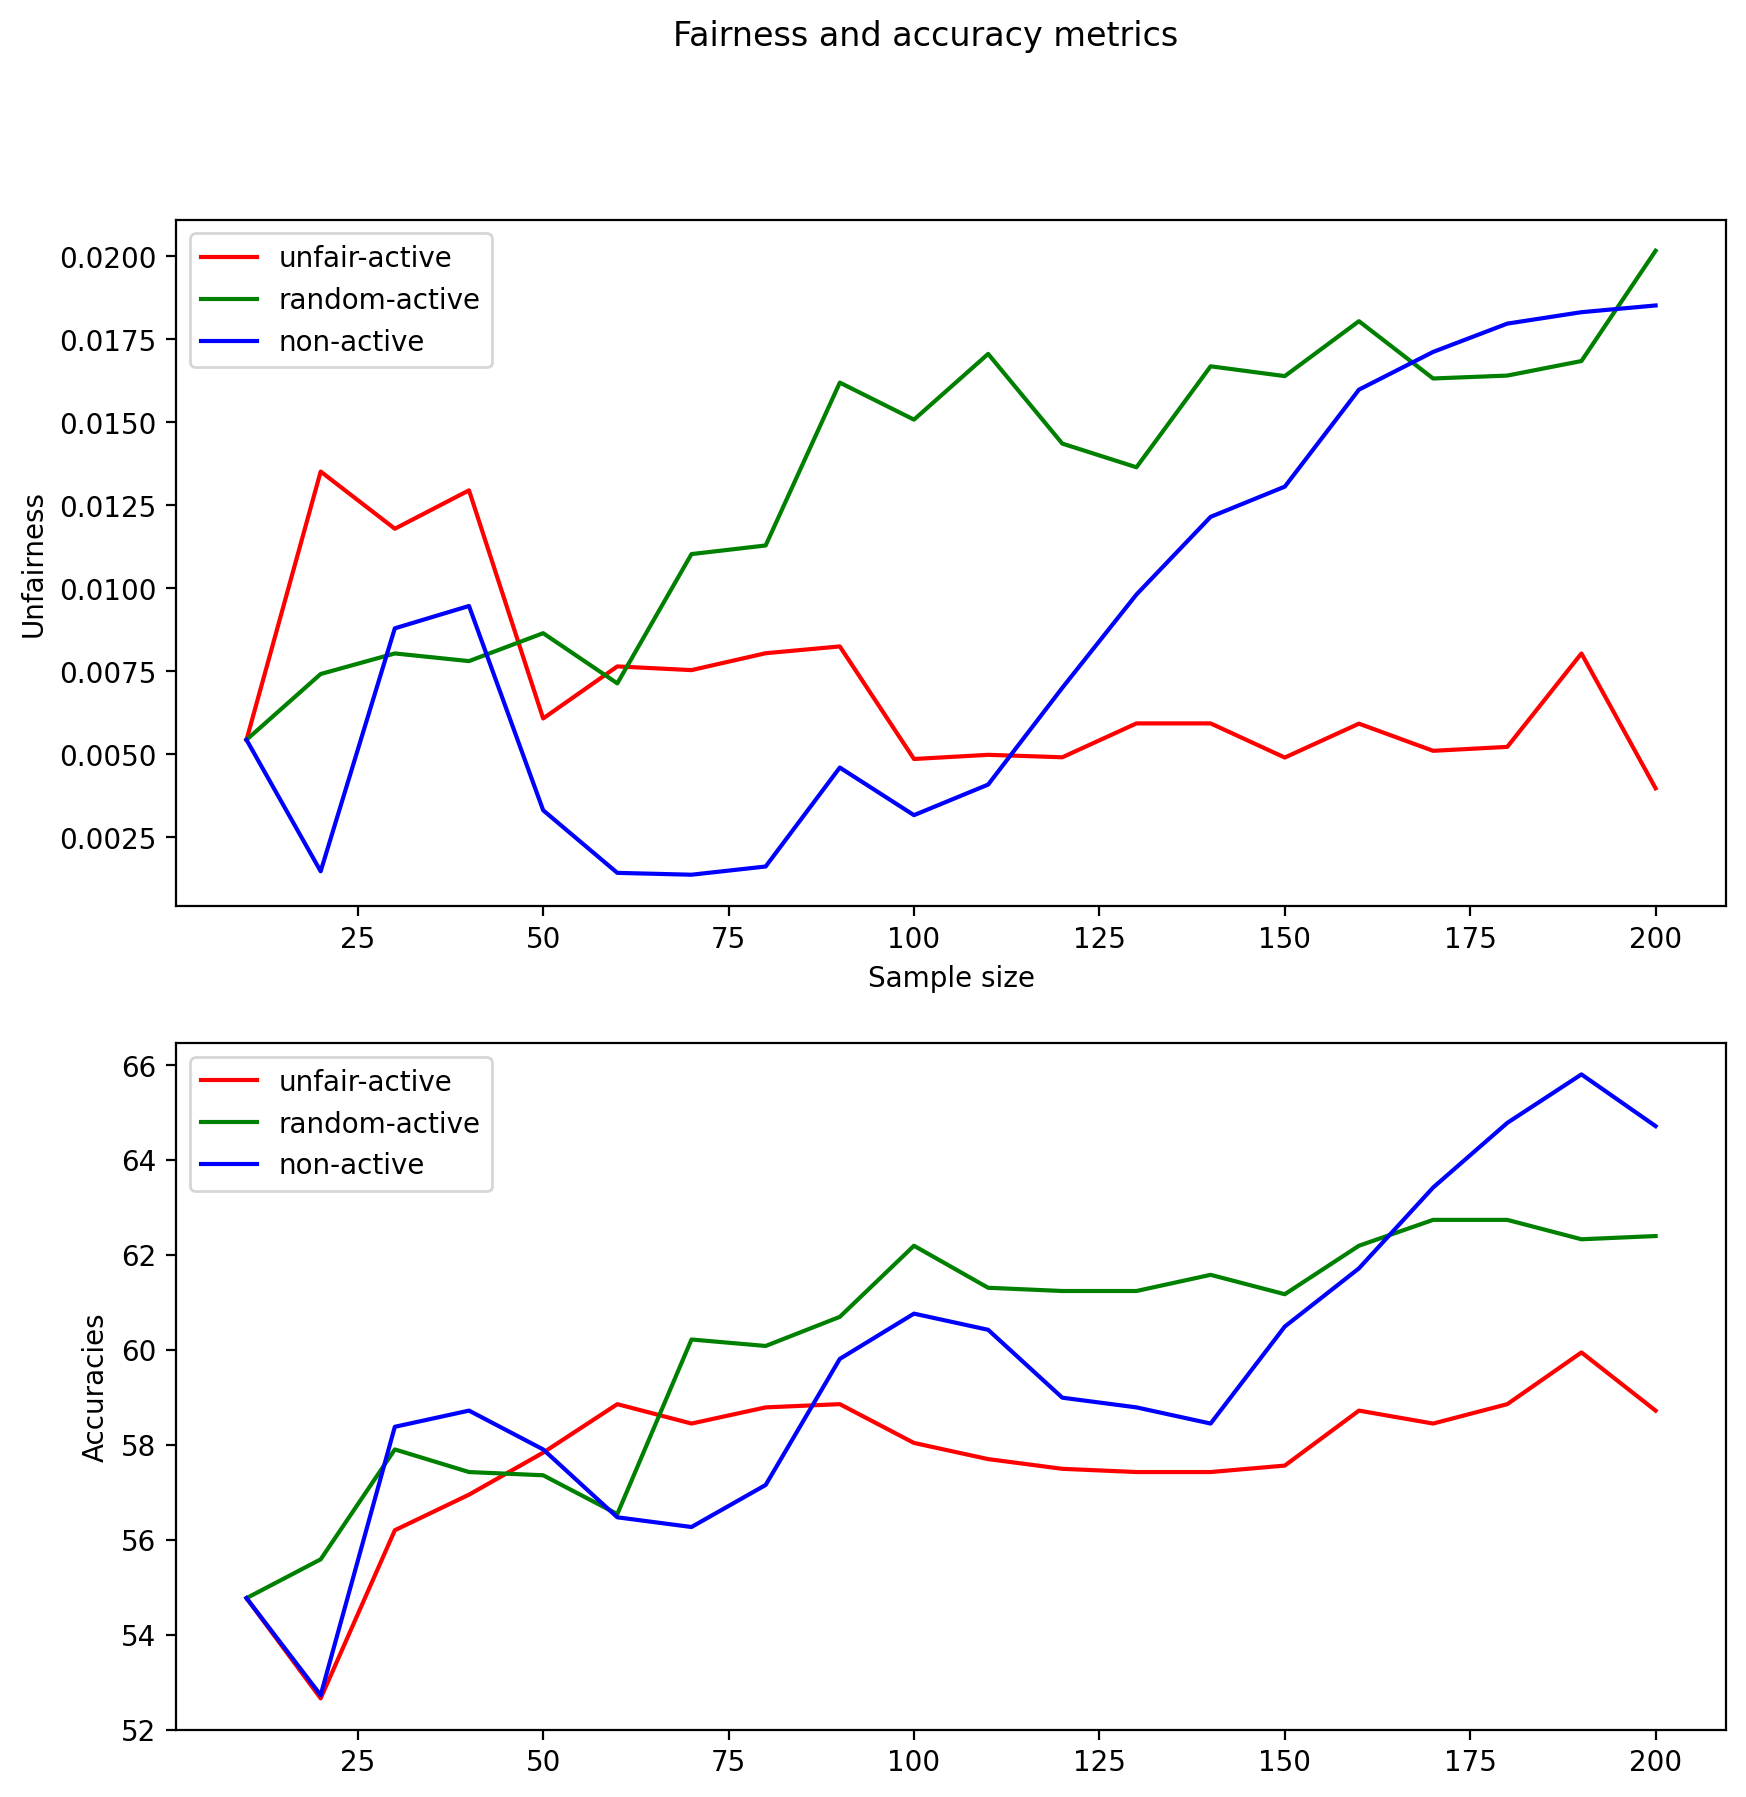 Fairness and accuracy metrics
unfair-active
random-active
non-active
0.0200
0.0175
0.0150
0.0125
0.0100
0.0075
0.0050
0.0025
Unfairness
25 50 75 100 125 150 175 200
Sample size
unfair-active
random-active
non-active
66
64
62
60
58
56
54
52
Accuracies
25 50 75 100 125 150 175 200